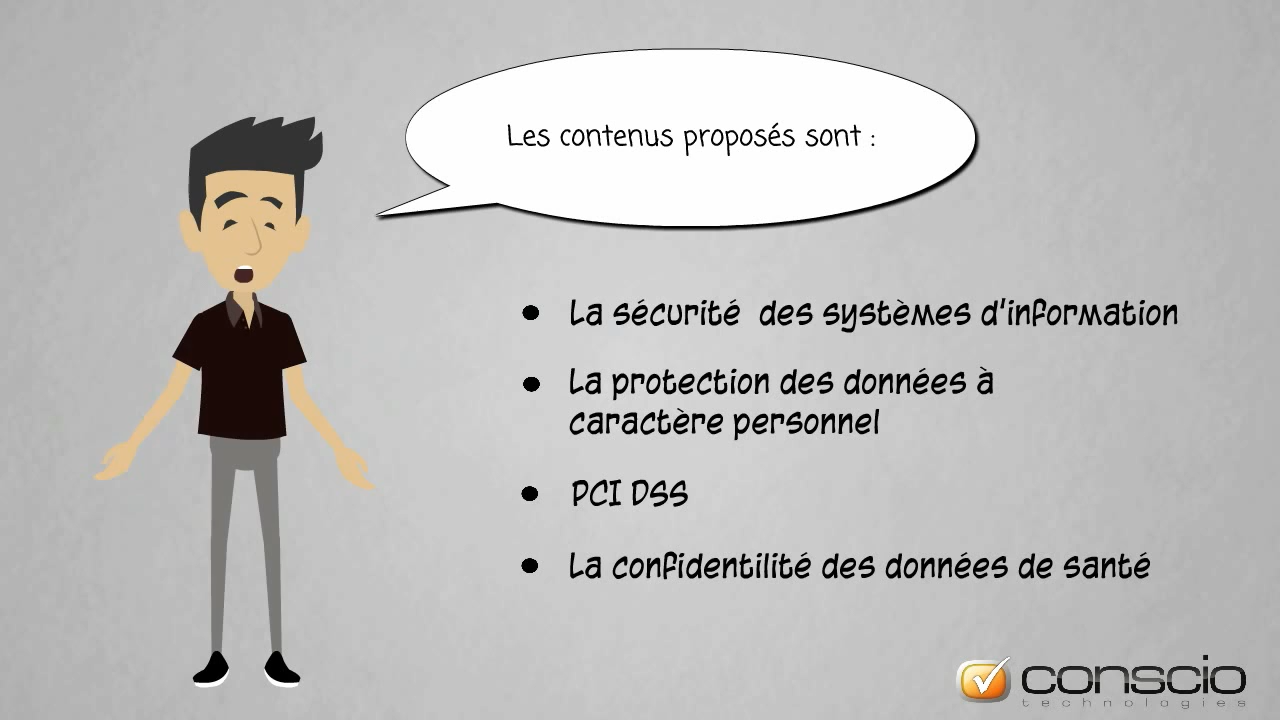 Les contenus proposés sont :
La sécurité des systèmes d'information
La protection des données à
caractère personnel
PCI DSS
La confidentilité des données de santé
conscio
technologies